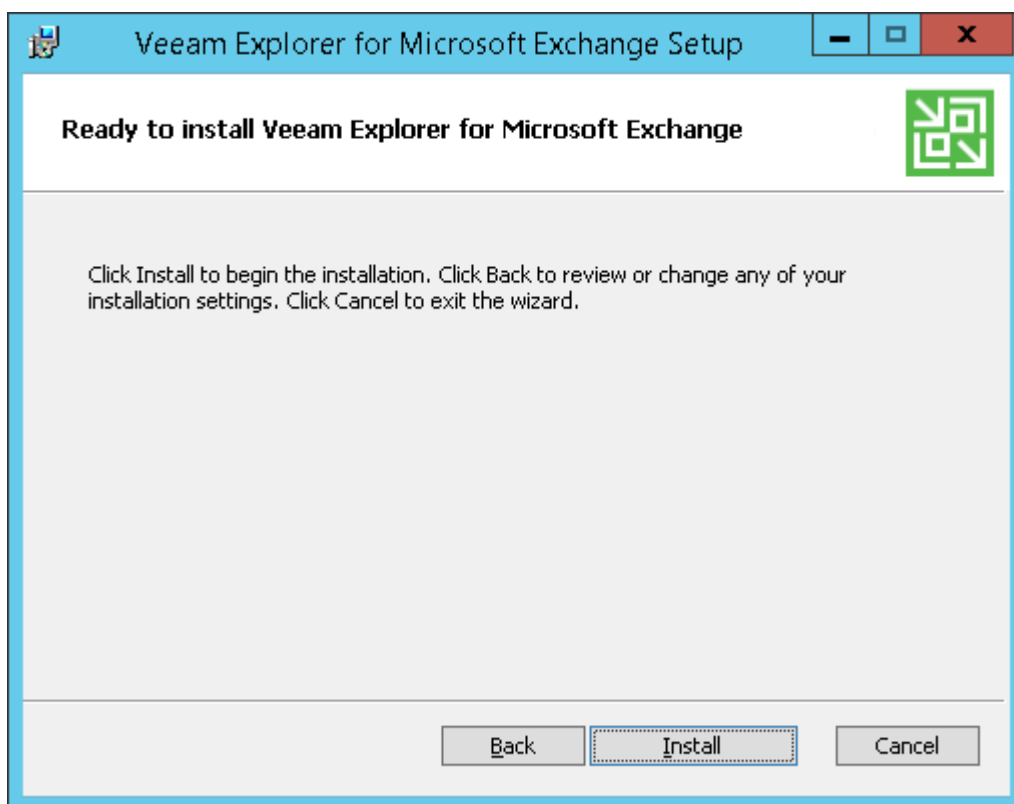 Veeam Explorer for Microsoft Exchange Setup
Ready to install Veeam Explorer for Microsoft Exchange
Click Install to begin the installation. Click Back to review or change any of your
installation settings. Click Cancel to exit the wizard.
Back Install Cancel